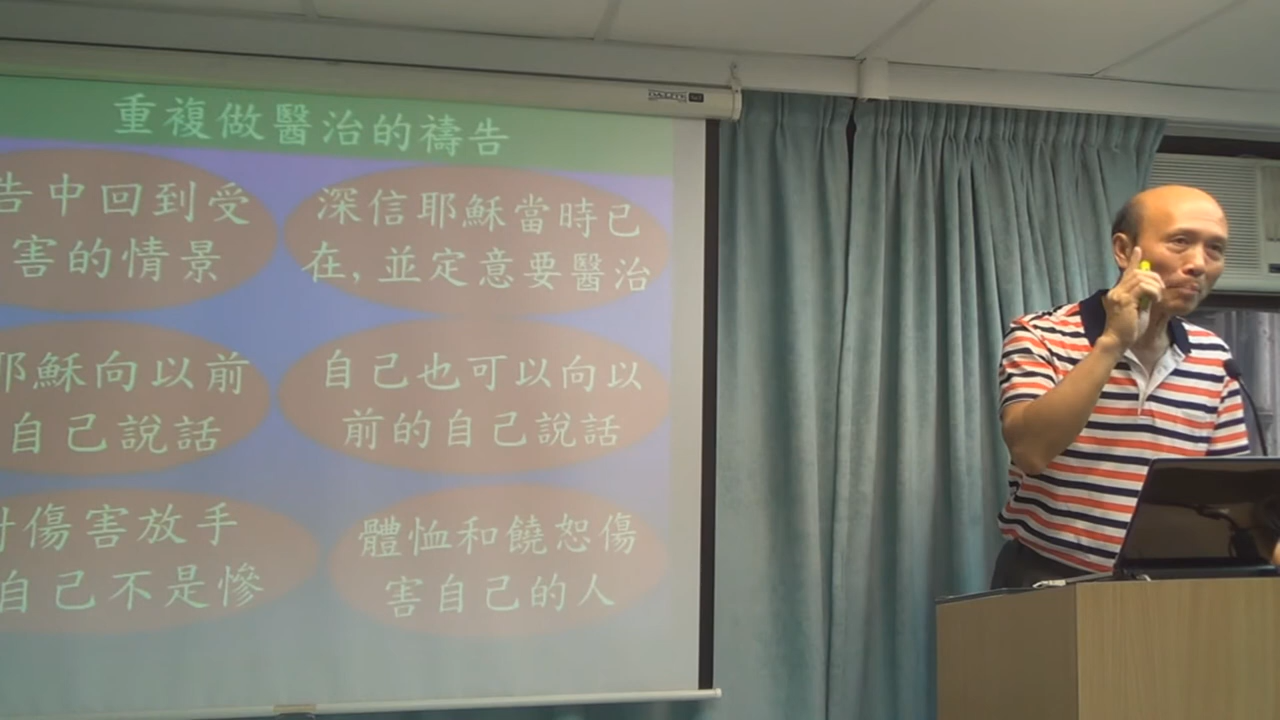 重複做醫治的禱告
告中回到受
害的情景
深信耶穌當時已
在,並定意要醫治
耶穌向以前
自己說話
自己也可以向以
前的自己說話
傷害放手
自己不是慘
體恤和饒恕傷
害自己的人
DALITE